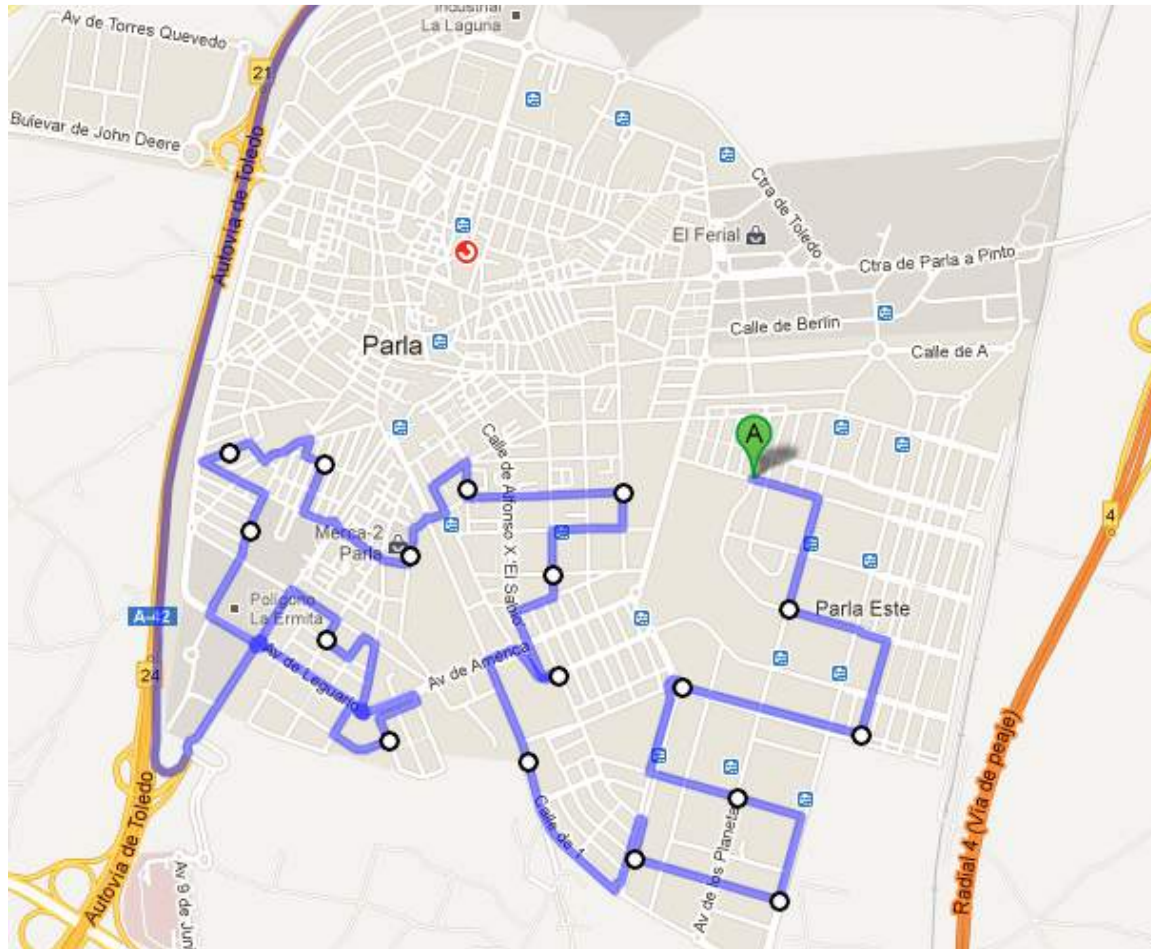 Industrial
La Laguna
Av de Torres Quevedo
21
Bulevar de John Deere
Autovía de Toledo
Ctra de Toledo
El Ferial
Ctra de Parla a Pinto
Calle de Berlín
Calle de A
Parla
A
Calle de Alfonso X 'El Sabio'
4
Merca-2
Parla
Polígono
La Ermita
Parla Este
A-42
24
Av de América
Av de Leguario
Calle de 1
Av de los Planeta
Radial 4 (Vía de peaje)
Autovía de Toledo
Av 9 de Jun